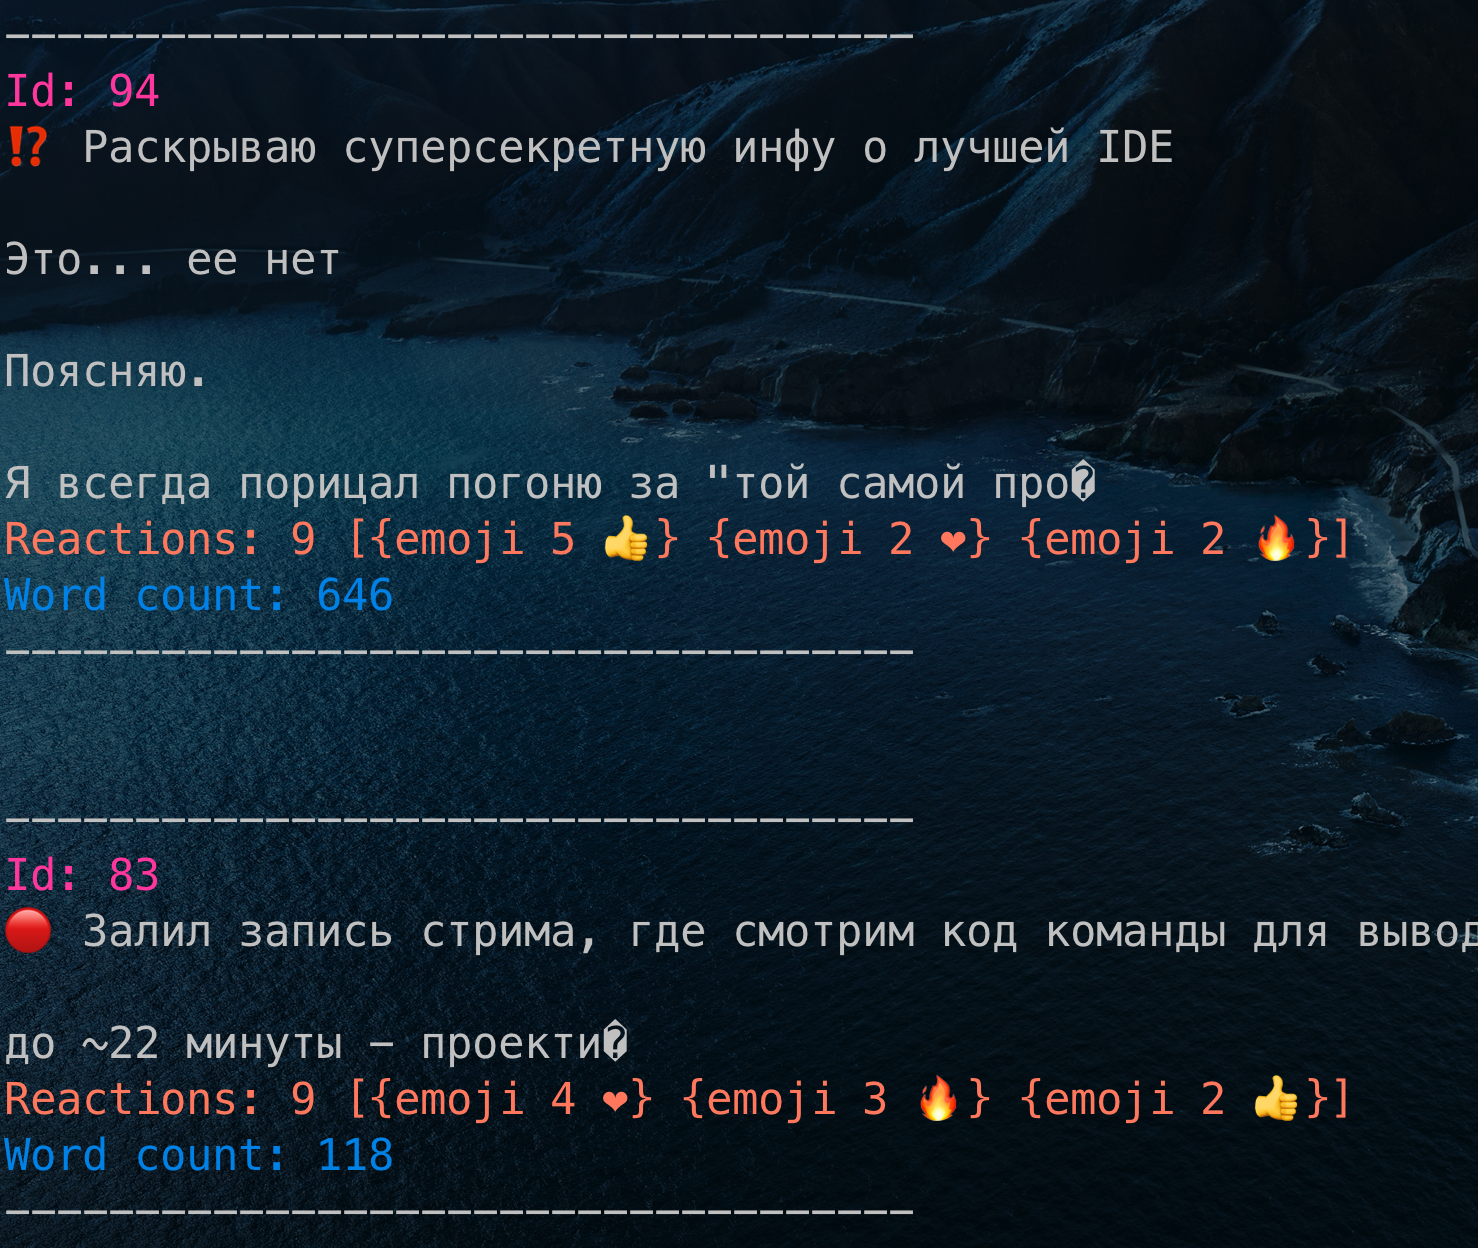 -----------------------------------
Id: 94
⁉️ Раскрываю суперсекретную инфу о лучшей IDE
Это... ее нет
Поясняю.
Я всегда порицал погоню за "той самой про�
Reactions: 9 [{emoji 5 👍} {emoji 2 ❤} {emoji 2 🔥}]
Word count: 646
-----------------------------------
-----------------------------------
Id: 83
🔴 Залил запись стрима, где смотрим код команды для вывод
до ~22 минуты – проекти�
Reactions: 9 [{emoji 4 ❤} {emoji 3 🔥} {emoji 2 👍}]
Word count: 118
-----------------------------------